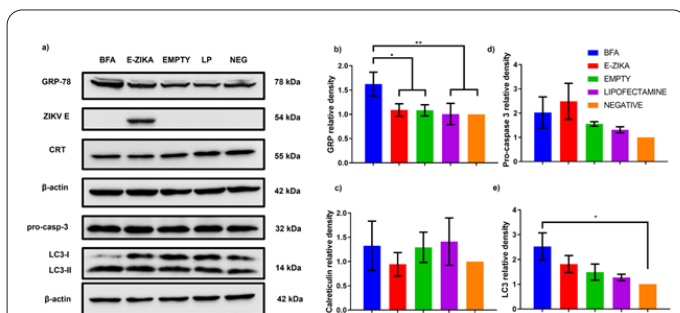 a)
BFA E-ZIKA EMPTY LP NEG
GRP-78 78 kDa
ZIKV E 54 kDa
CRT 55 kDa
β-actin 42 kDa
pro-casp-3 32 kDa
LC3-I
LC3-II 14 kDa
β-actin 42 kDa
b)
GRP relative density
2.0
1.5
1.0
0.5
0.0
*
**
c)
Calreticulin relative density
2.0
1.5
1.0
0.5
0.0
d)
Pro-caspase 3 relative density
4
3
2
1
0
BFA
E-ZIKA
EMPTY
LIPOFECTAMINE
NEGATIVE
e)
LC3 relative density
4
3
2
1
0
*